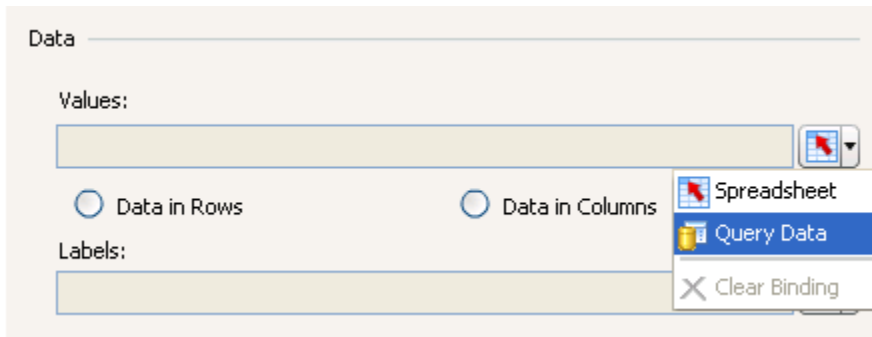 Data
Values:
Data in Rows
Data in Columns
Spreadsheet
Query Data
Labels:
Clear Binding